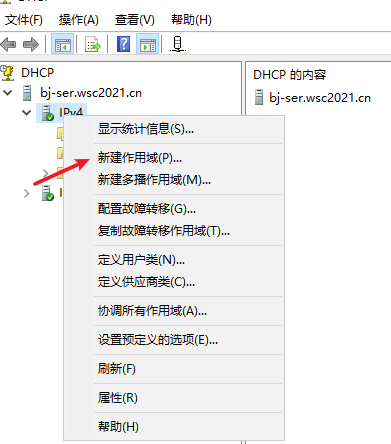 DHCP
文件(F) 操作(A) 查看(V) 帮助(H)
DHCP
bj-ser.wsc2021.cn
IPv4
DHCP 的内容
bj-ser.wsc2021.cn
显示统计信息(S)...
新建作用域(P)...
新建多播作用域(M)...
配置故障转移(G)...
复制故障转移作用域(T)...
定义用户类(N)...
定义供应商类(C)...
协调所有作用域(A)...
设置预定义的选项(E)...
刷新(F)
属性(R)
帮助(H)